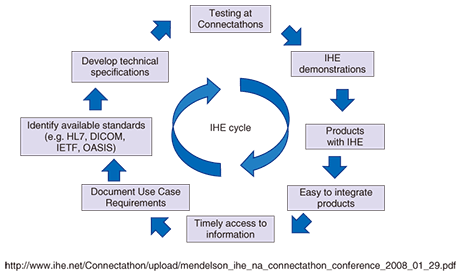 Testing at
Connectathons
IHE
demonstrations
Products
with IHE
Easy to integrate
products
Timely access to
information
Document Use Case
Requirements
Identify available standards
(e.g. HL7, DICOM,
IETF, OASIS)
Develop technical
specifications
IHE cycle
http://www.ihe.net/Connectathon/upload/mendelson_ihe_na_connectathon_conference_2008_01_29.pdf